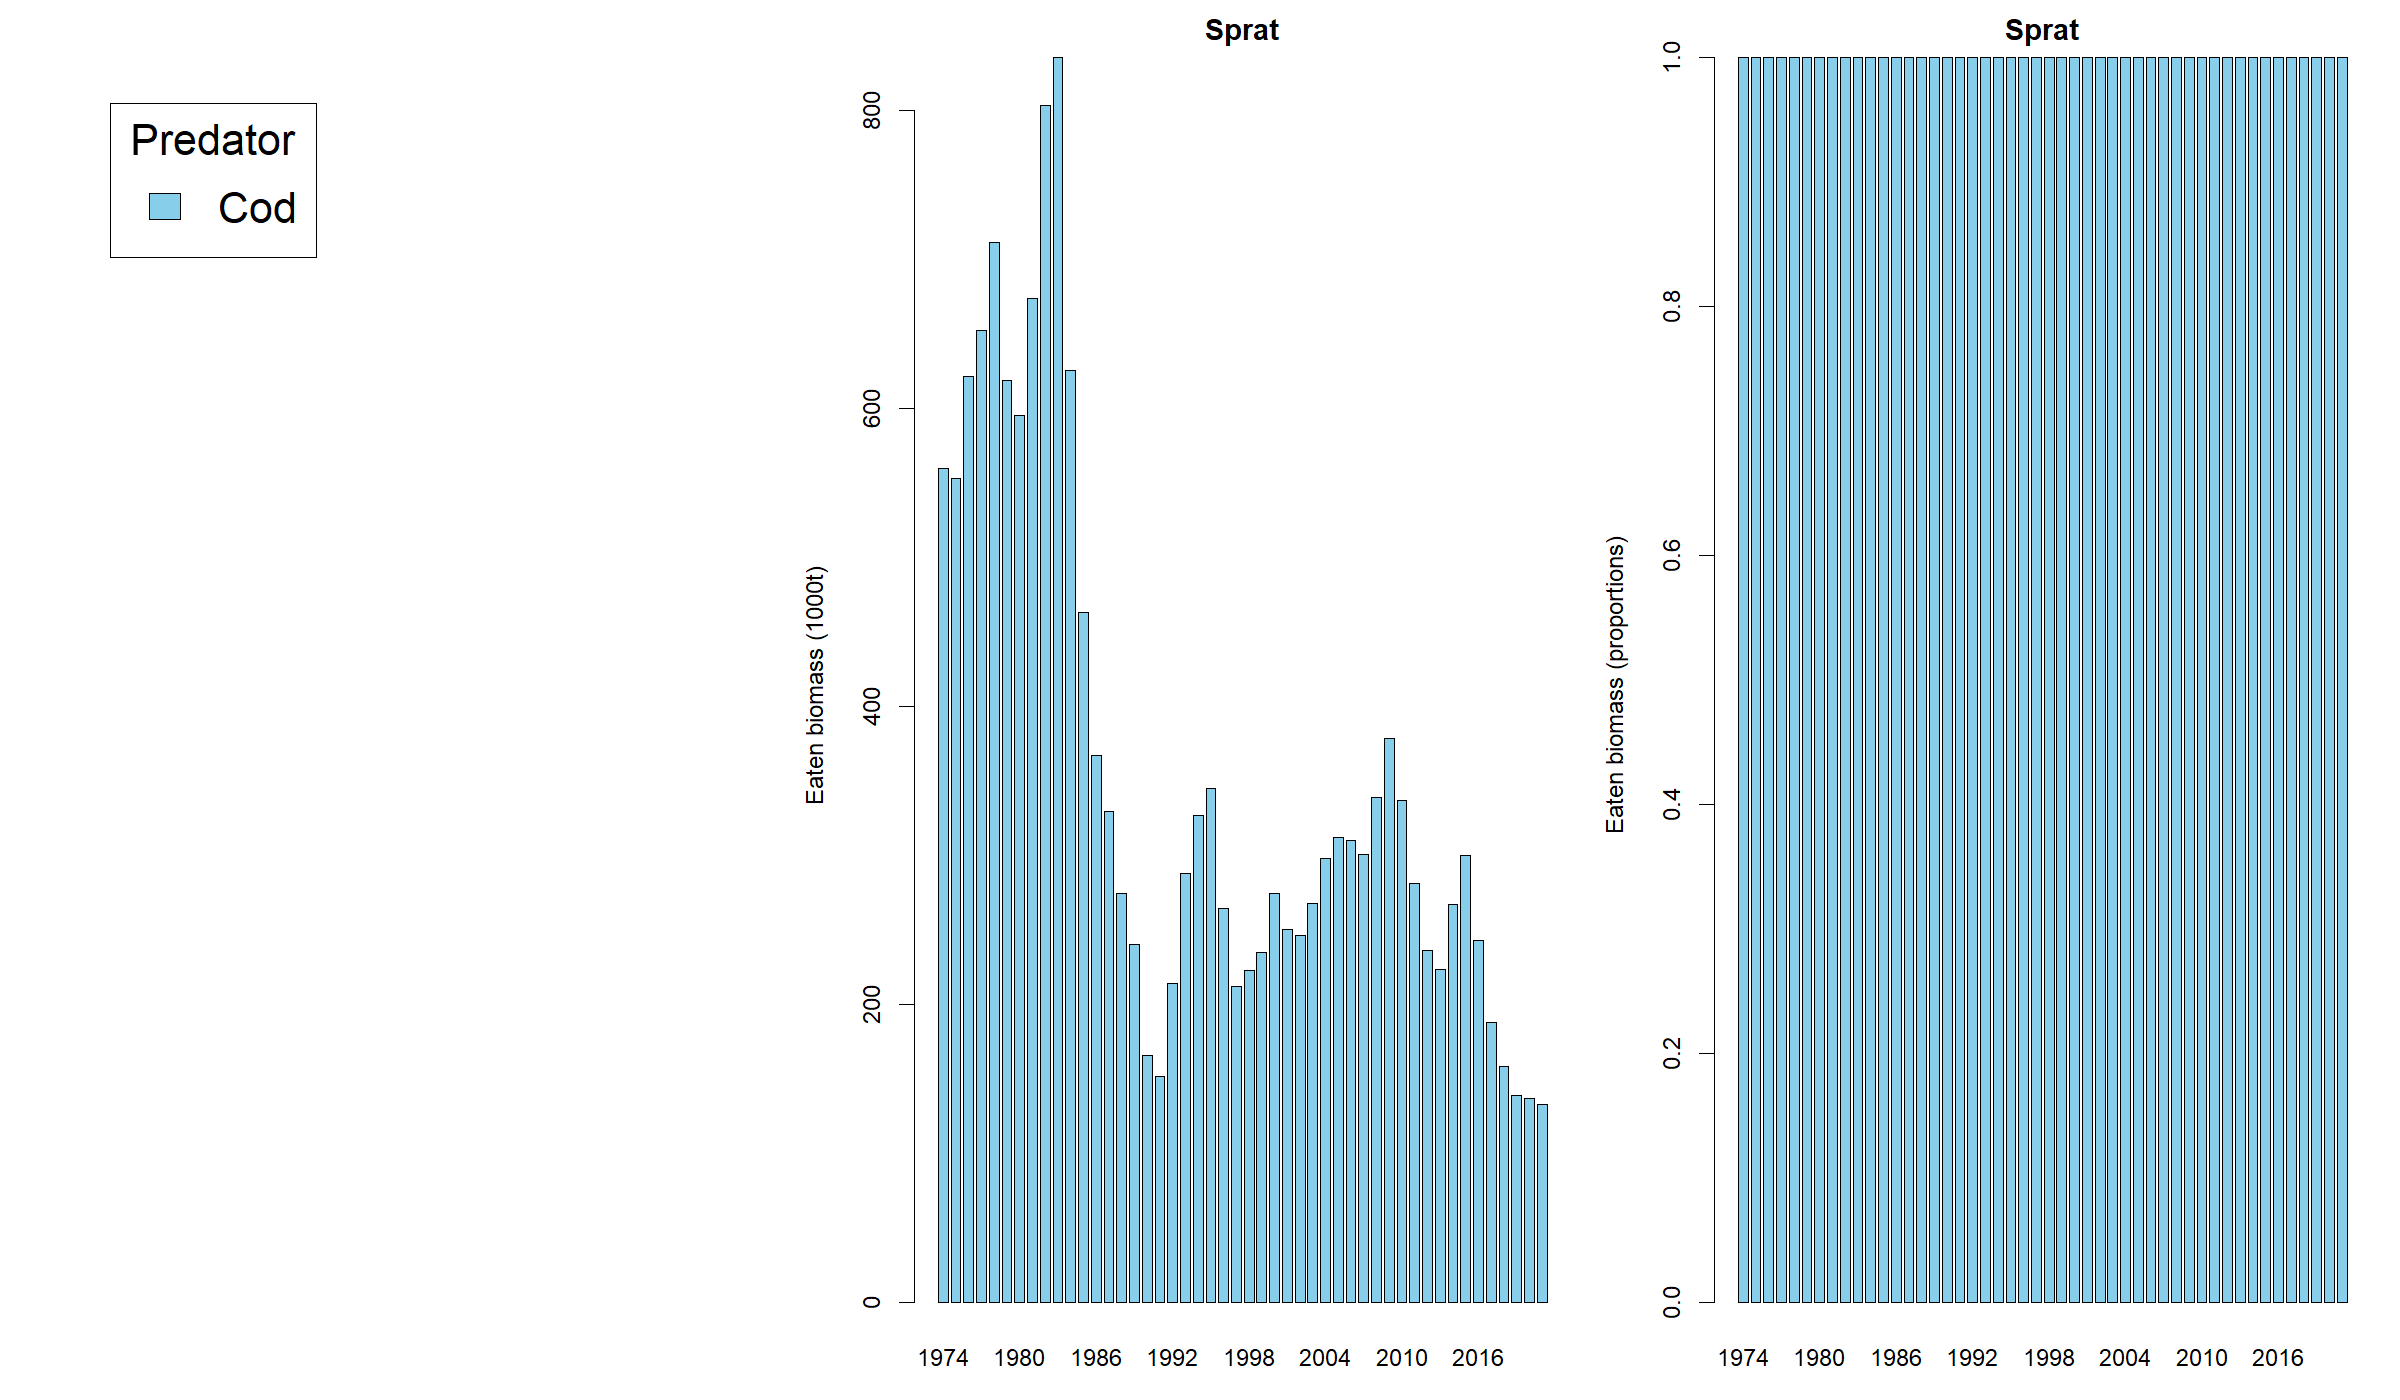 Predator
Cod
Sprat
Eaten biomass (1000t)
800
600
400
200
0
1974 1980 1986 1992 1998 2004 2010 2016
Sprat
Eaten biomass (proportions)
1.0
0.8
0.6
0.4
0.2
0.0
1974 1980 1986 1992 1998 2004 2010 2016